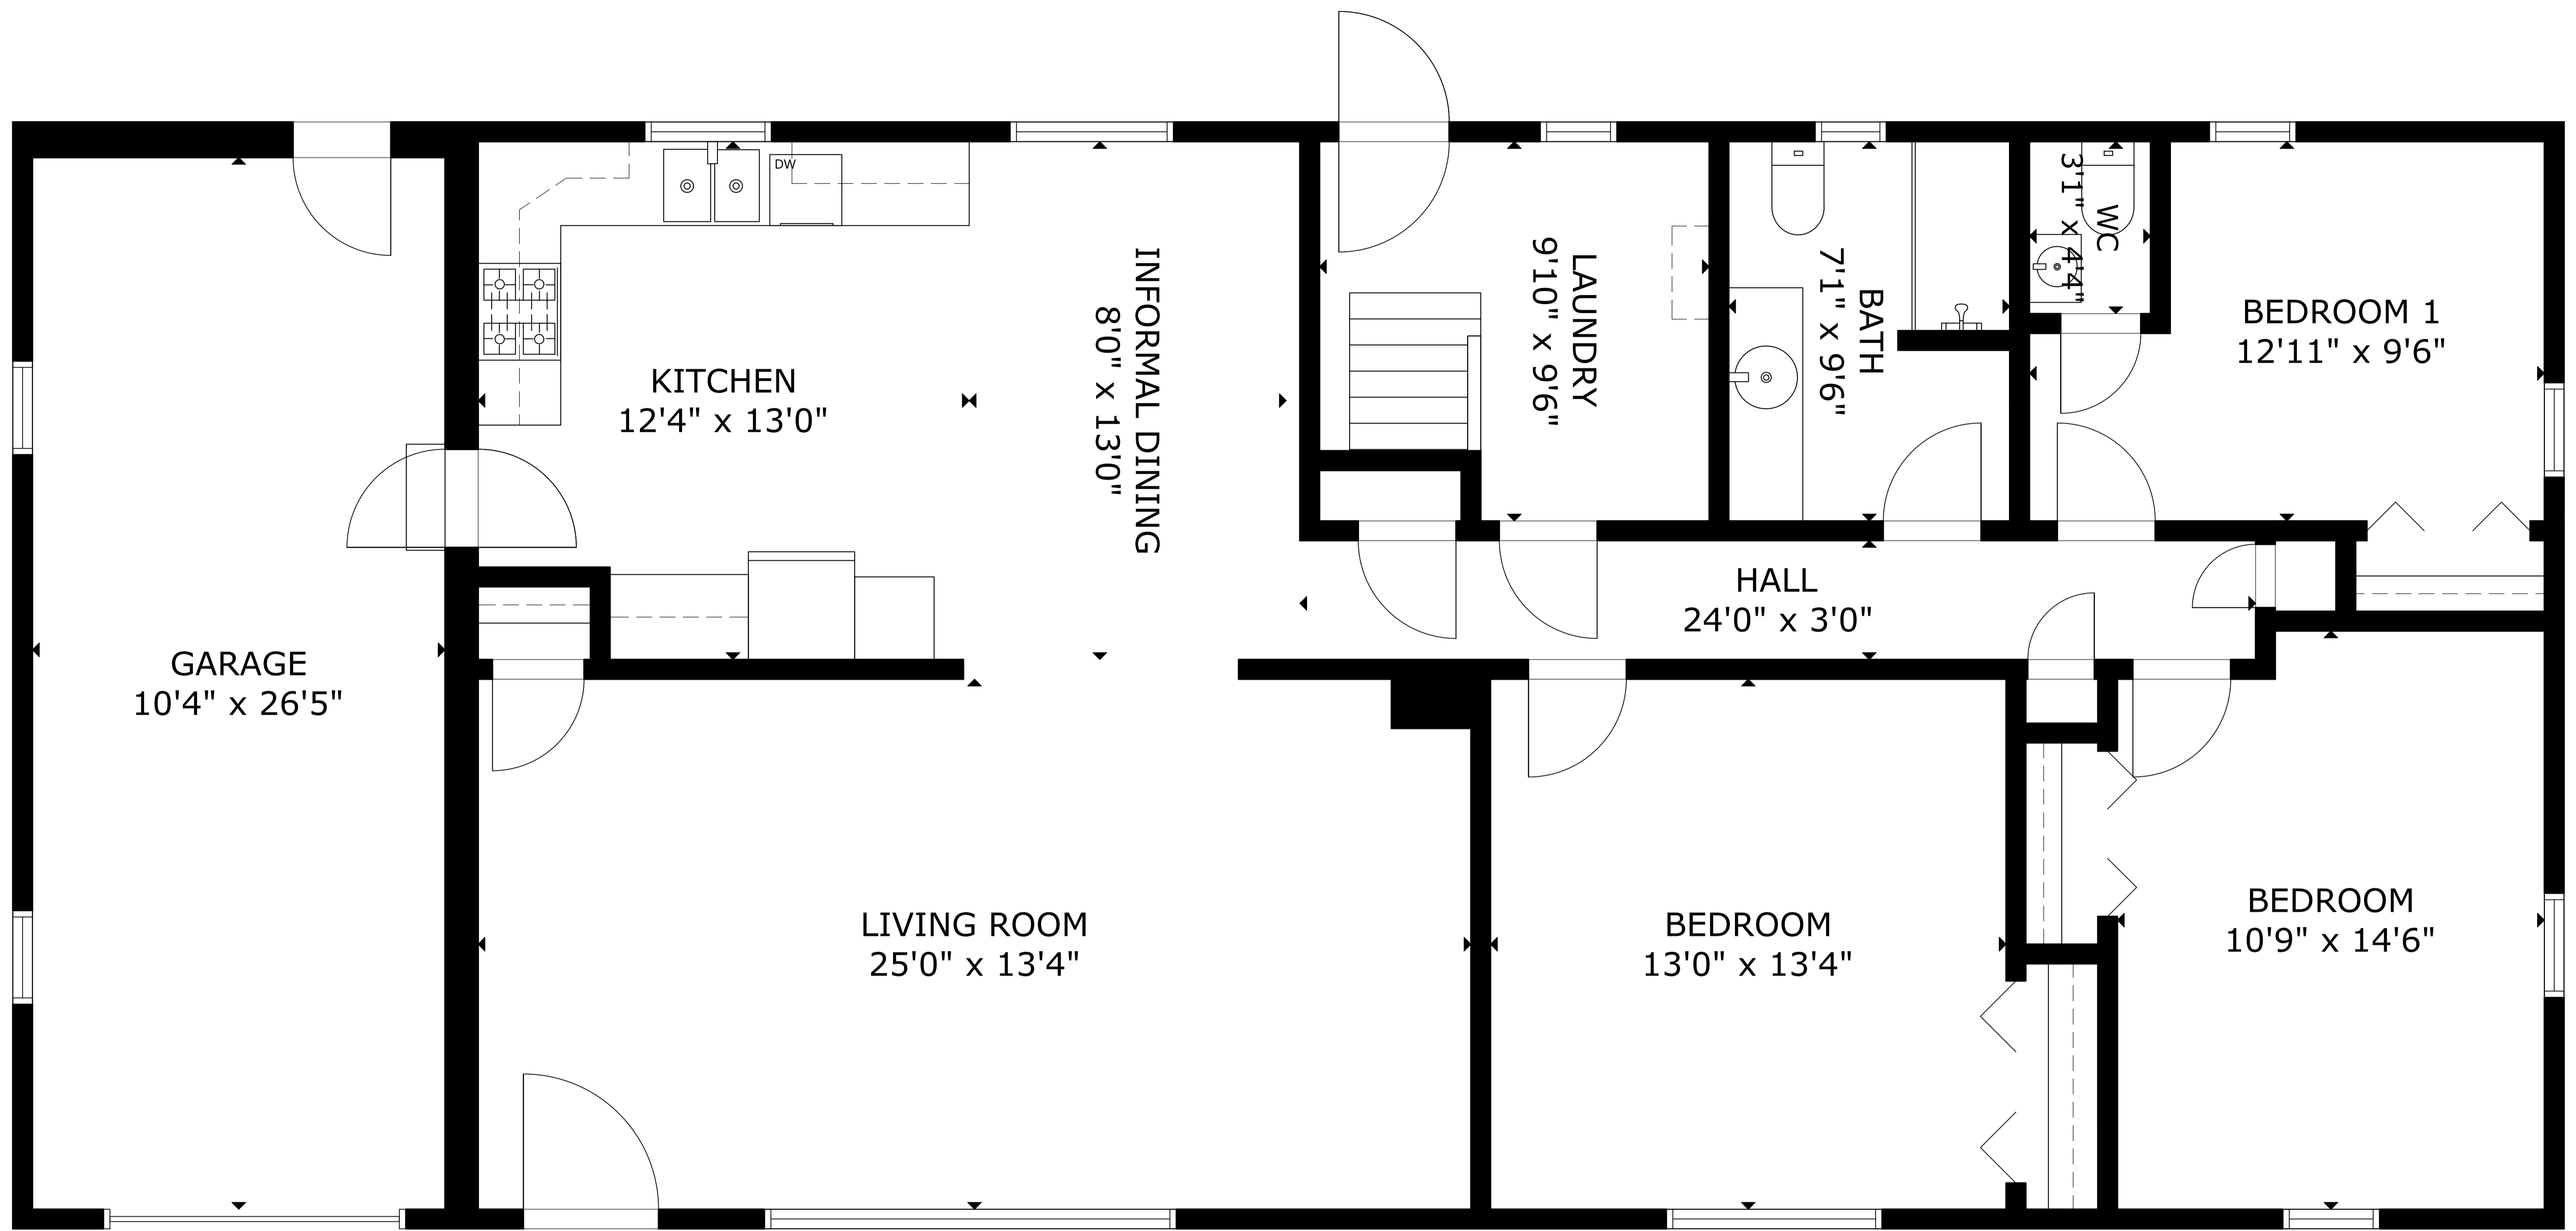 DW
KITCHEN
12'4" x 13'0"
INFORMAL DINING
8'0" x 13'0"
LAUNDRY
9'10" x 9'6"
BATH
7'1" x 9'6"
WC
3'1" x 4'4"
BEDROOM 1
12'11" x 9'6"
HALL
24'0" x 3'0"
GARAGE
10'4" x 26'5"
LIVING ROOM
25'0" x 13'4"
BEDROOM
13'0" x 13'4"
BEDROOM
10'9" x 14'6"